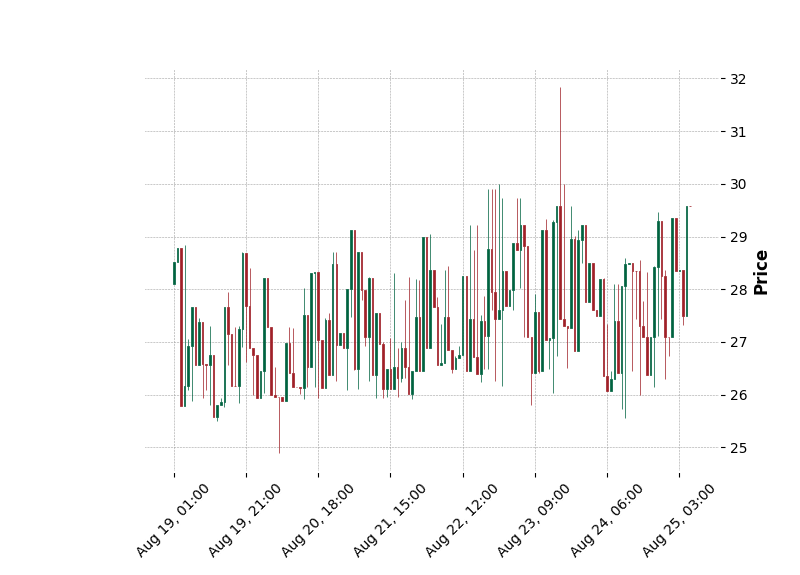 32
31
30
29
28
27
26
25
Price
Aug 19, 01:00
Aug 19, 21:00
Aug 20, 18:00
Aug 21, 15:00
Aug 22, 12:00
Aug 23, 09:00
Aug 24, 06:00
Aug 25, 03:00